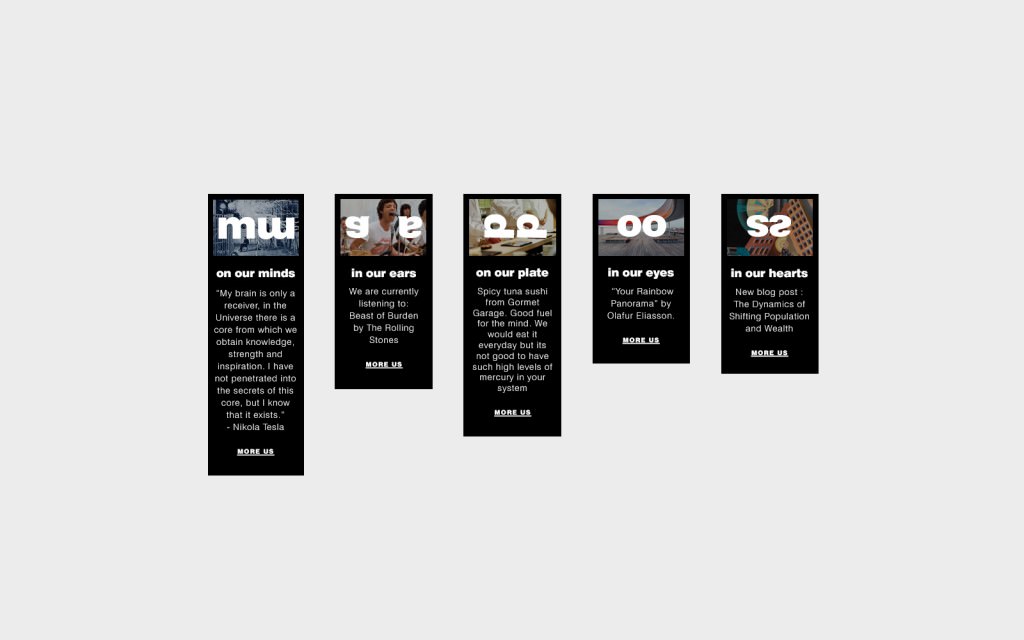 on our minds
“My brain is only a
receiver, in the
Universe there is a
core from which we
obtain knowledge,
strength and
inspiration. I have
not penetrated into
the secrets of this
core, but I know
that it exists.”
- Nikola Tesla
MORE US
in our ears
We are currently
listening to:
Beast of Burden
by The Rolling
Stones
MORE US
on our plate
Spicy tuna sushi
from Gormet
Garage. Good fuel
for the mind. We
would eat it
everyday but its
not good to have
such high levels of
mercury in your
system
MORE US
oo
in our eyes
“Your Rainbow
Panorama” by
Olafur Eliasson.
MORE US
in our hearts
New blog post :
The Dynamics of
Shifting Population
and Wealth
MORE US